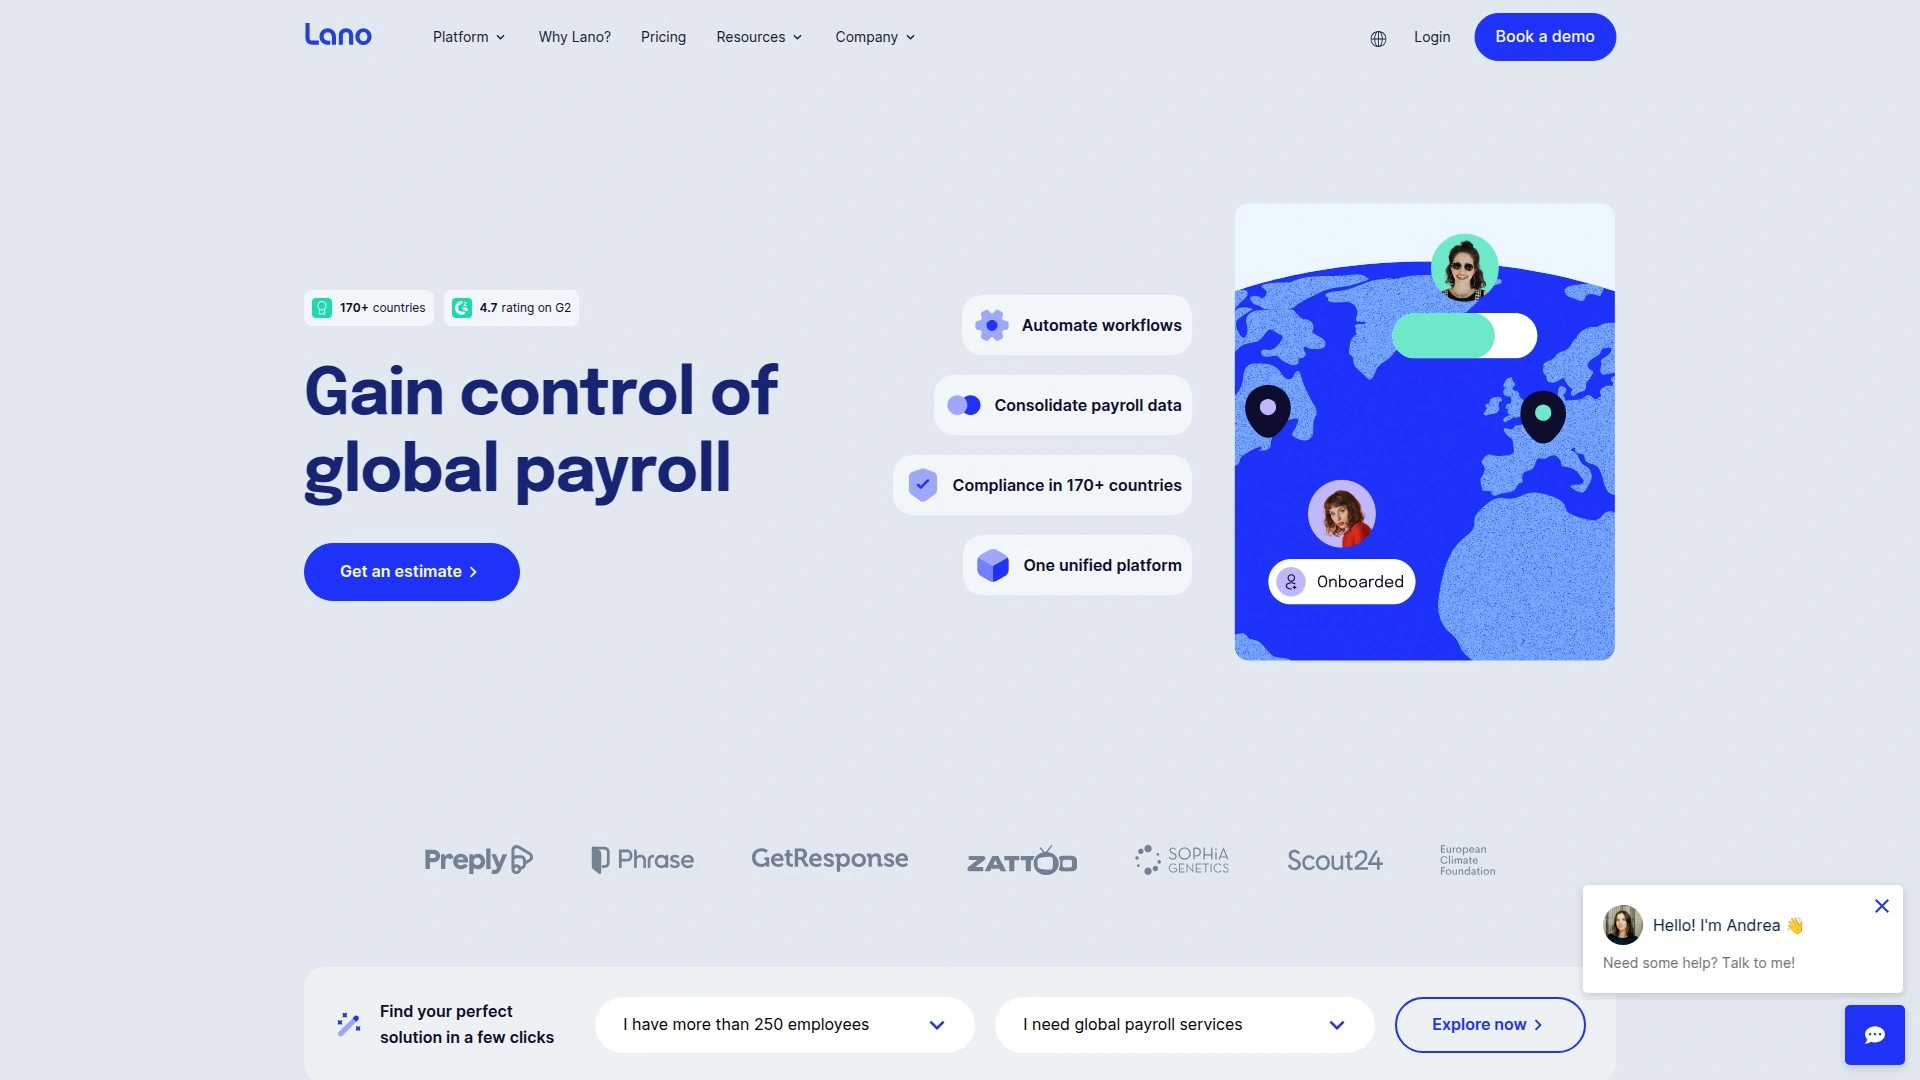 Lano
Platform
Why Lano?
Pricing
Resources
Company
Login
Book a demo
170+ countries
4.7 rating on G2
Gain control of
global payroll
Get an estimate
Automate workflows
Consolidate payroll data
Compliance in 170+ countries
One unified platform
Onboarded
Preply
Phrase
GetResponse
ZATTOO
SOPHiA
GENETICS
Scout24
European
Climate
Foundation
Hello! I'm Andrea 👋
Need some help? Talk to me!
Find your perfect
solution in a few clicks
I have more than 250 employees
I need global payroll services
Explore now